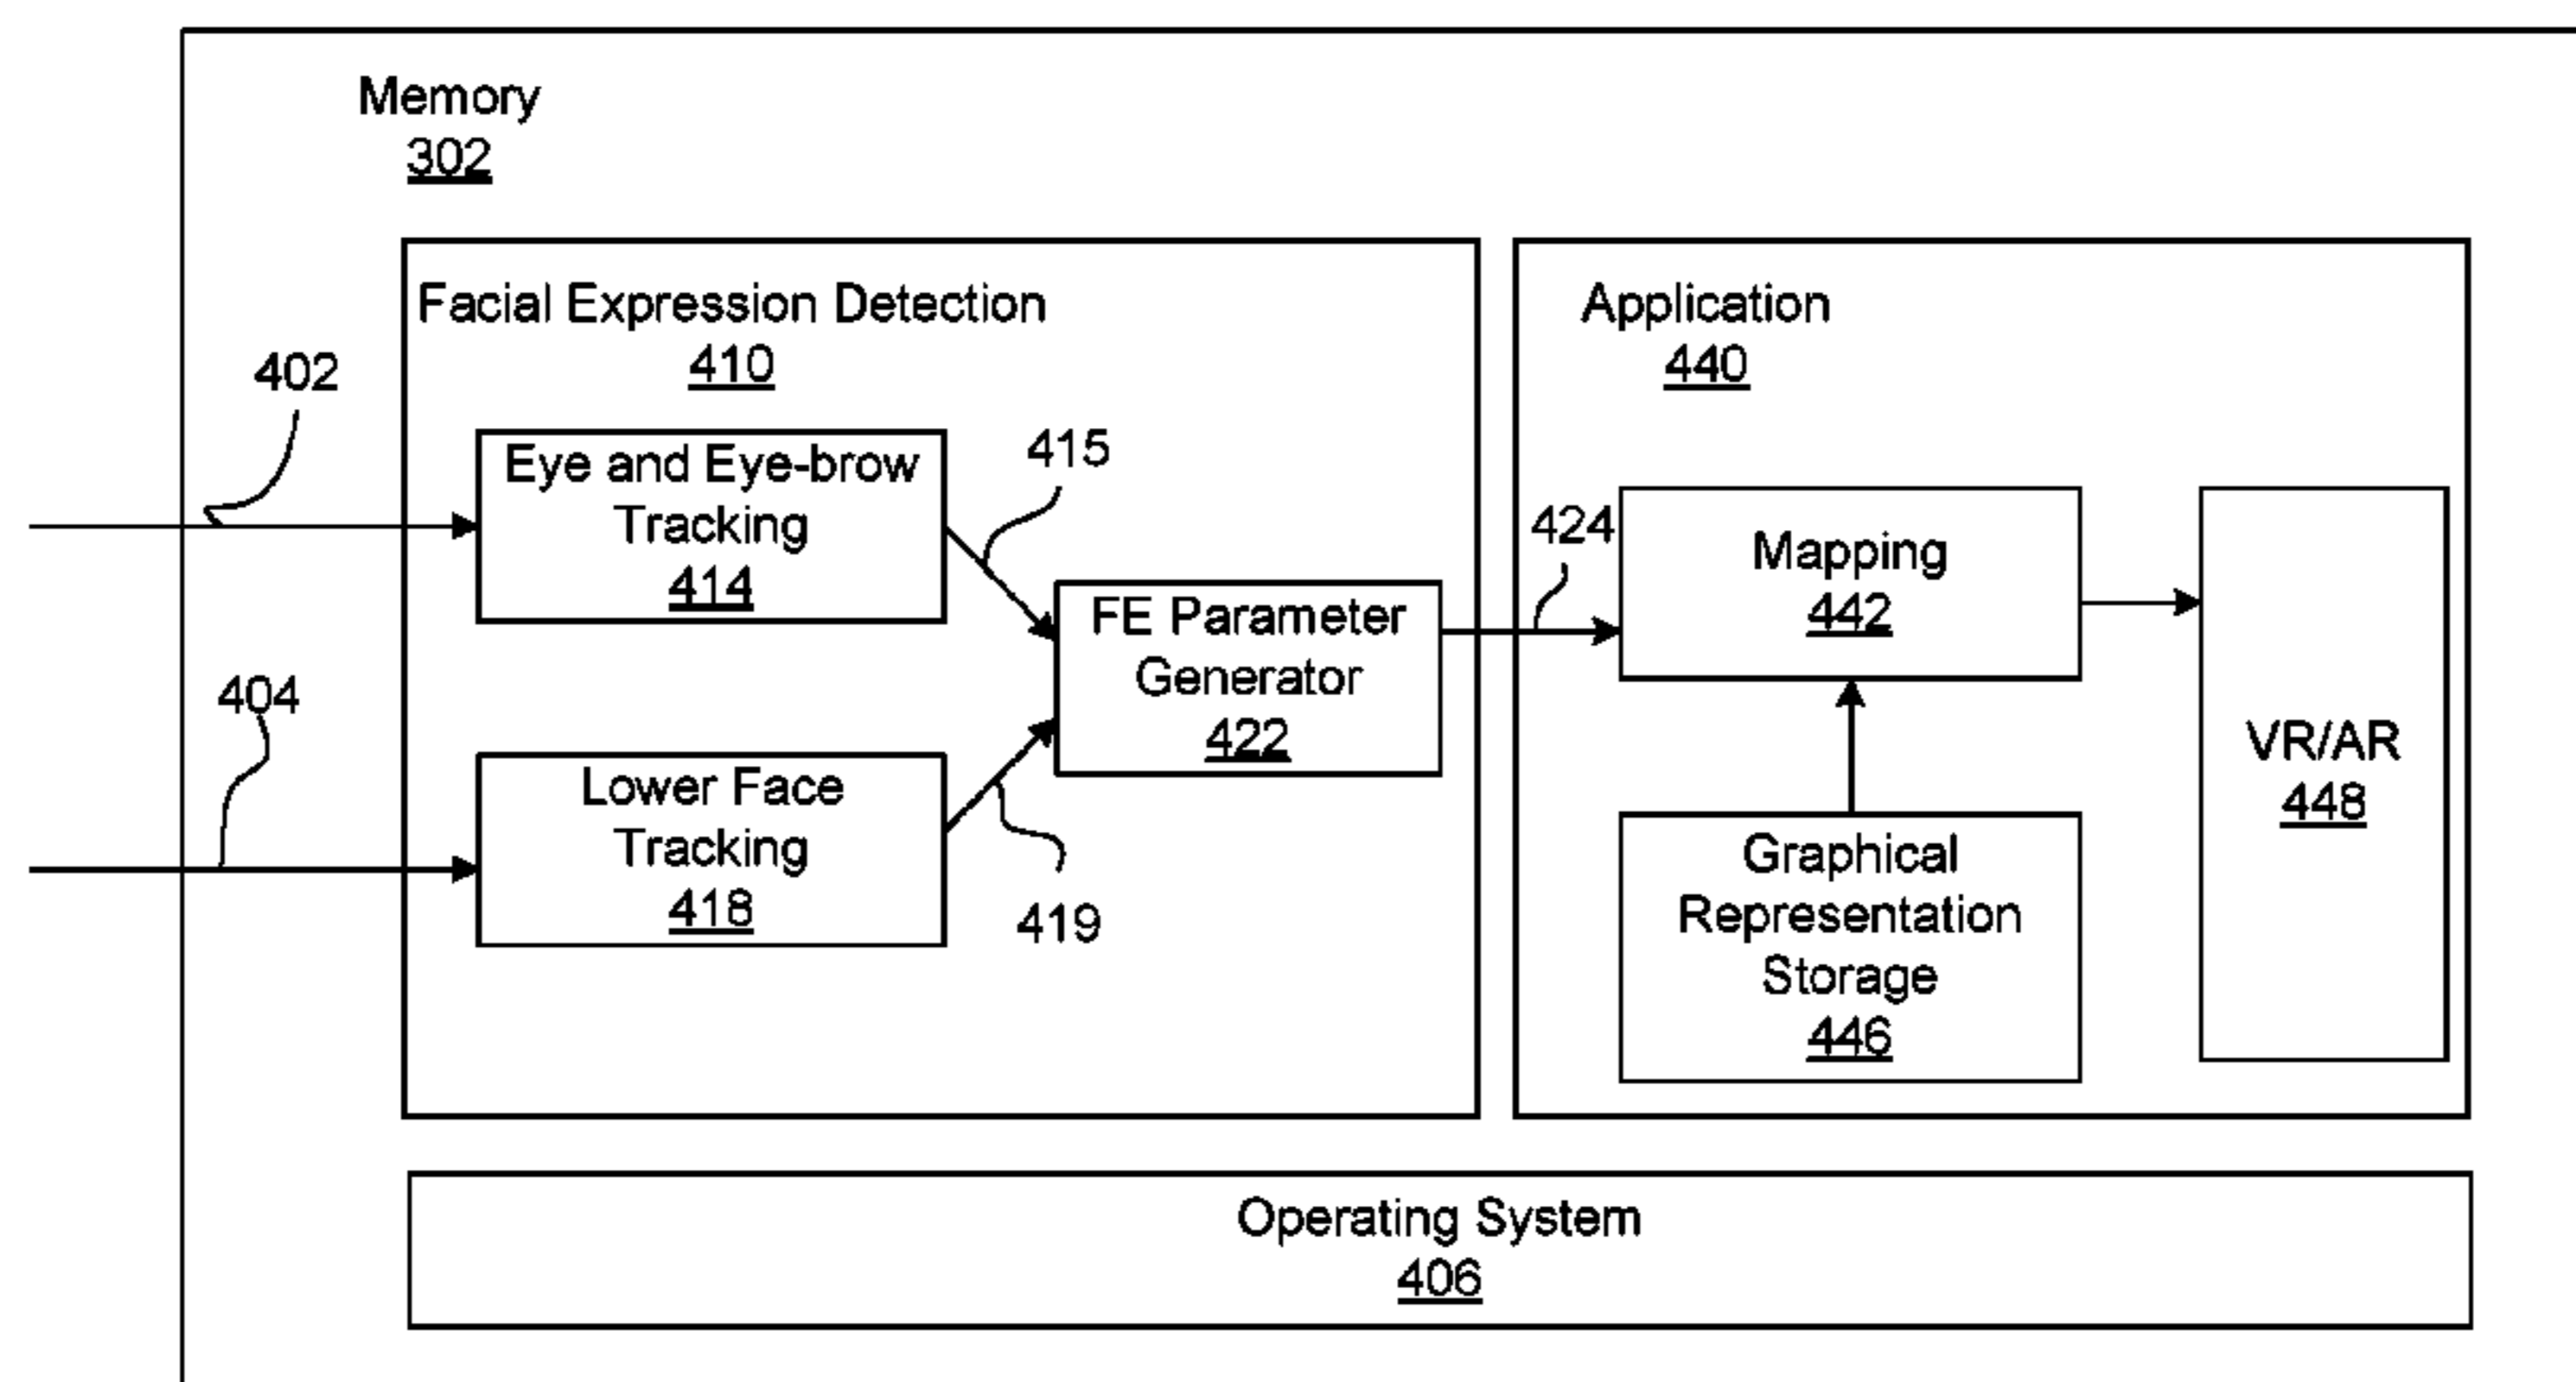 Memory
302
Facial Expression Detection
410
Application
440
402
Eye and Eye-brow
Tracking
414
415
424
Mapping
442
FE Parameter
Generator
422
404
Lower Face
Tracking
418
419
VR/AR
448
Graphical
Representation
Storage
446
Operating System
406